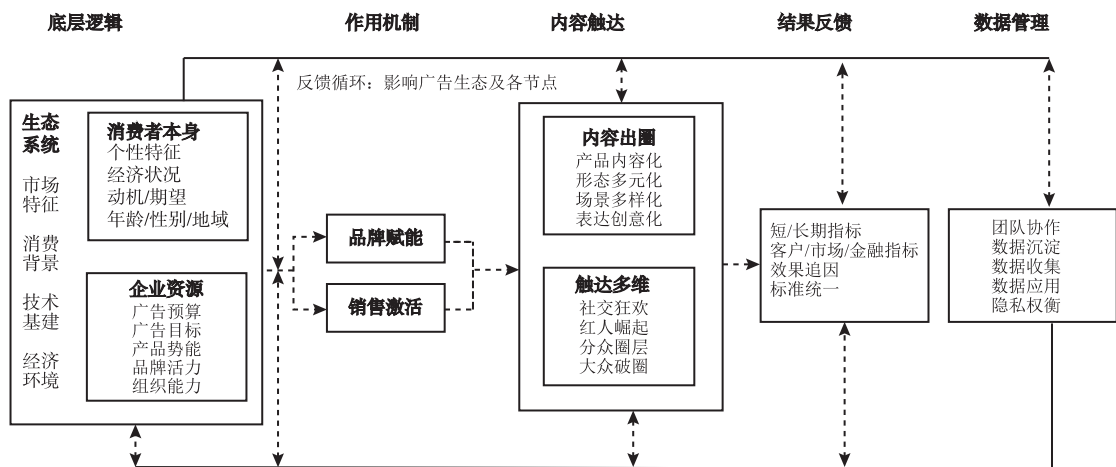 底层逻辑
作用机制
内容触达
结果反馈
数据管理
反馈循环：影响广告生态及各节点
生态
系统
市场
特征
消费
背景
技术
基建
经济
环境
消费者本身
个性特征
经济状况
动机/期望
年龄/性别/地域
企业资源
广告预算
广告目标
产品势能
品牌活力
组织能力
品牌赋能
销售激活
内容出圈
产品内容化
形态多元化
场景多样化
表达创意化
触达多维
社交狂欢
红人崛起
分众圈层
大众破圈
短/长期指标
客户/市场/金融指标
效果追因
标准统一
团队协作
数据沉淀
数据收集
数据应用
隐私权衡